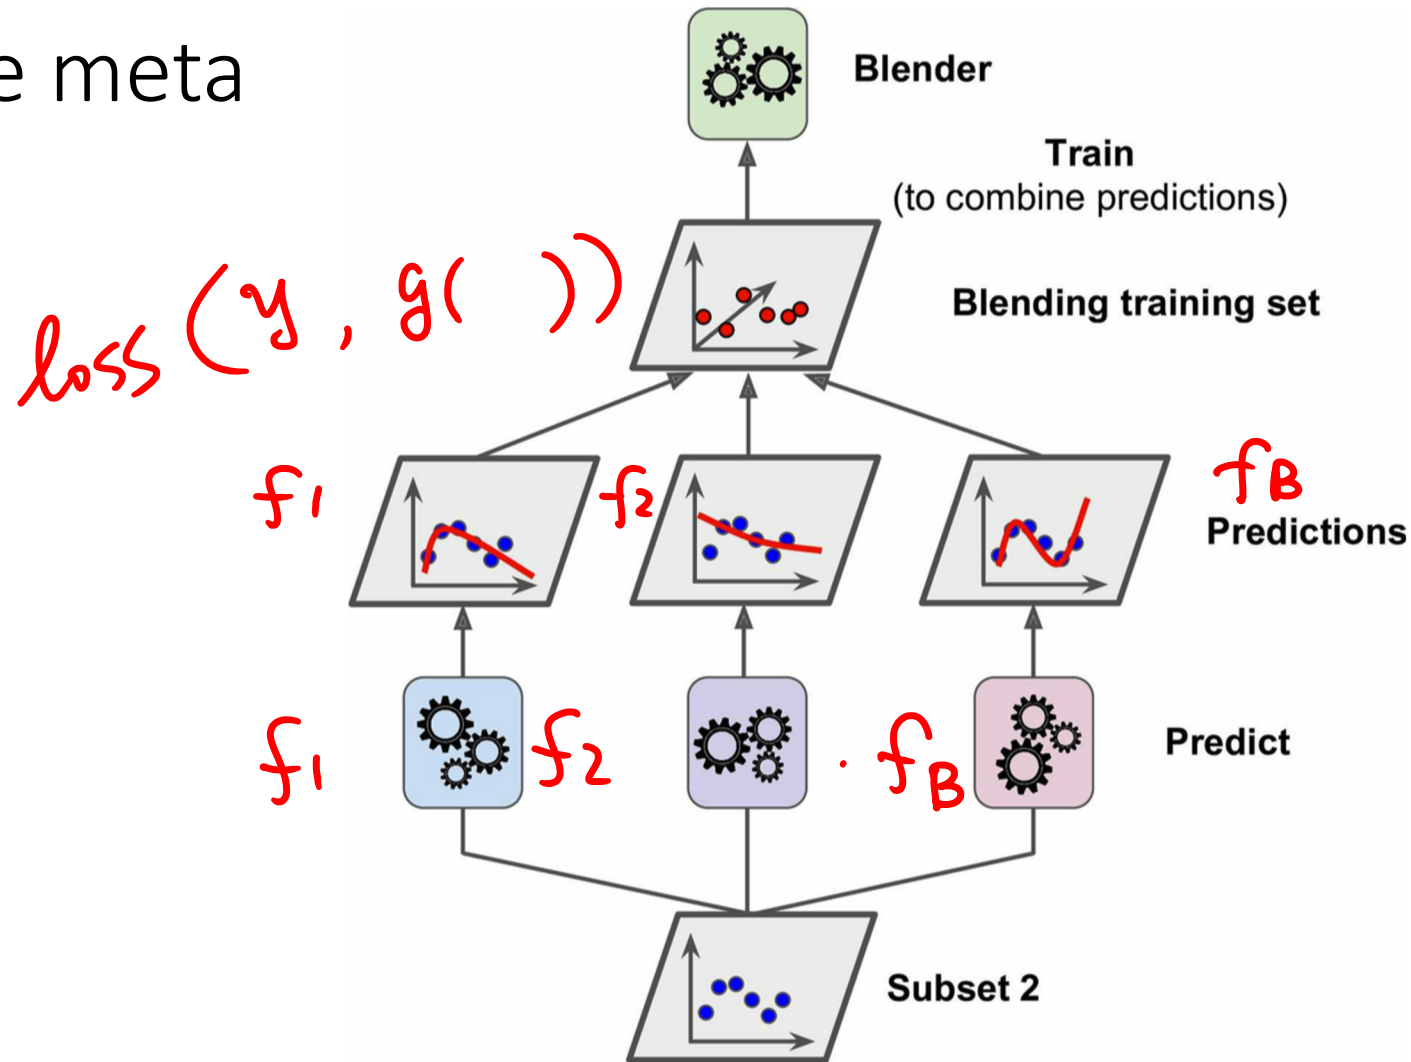 e meta
Blender
Train
(to combine predictions)
Blending training set
loss (y, g( ))
f1
f2
fB
Predictions
f1
f2
. fB
Predict
Subset 2